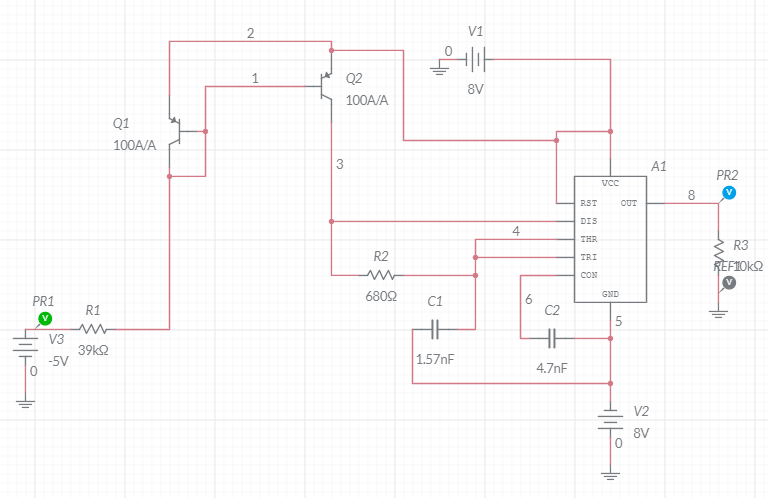 2
V1
0
8V
1
Q2
100A/A
Q1
100A/A
3
A1
VCC
PR2
V
RST
OUT
8
DIS
4
THR
R3
TRI
10kΩ
R2
CON
V
680Ω
6
GND
C1
C2
5
PR1
V
R1
V3
-5V
39kΩ
1.57nF
4.7nF
0
V2
8V
0